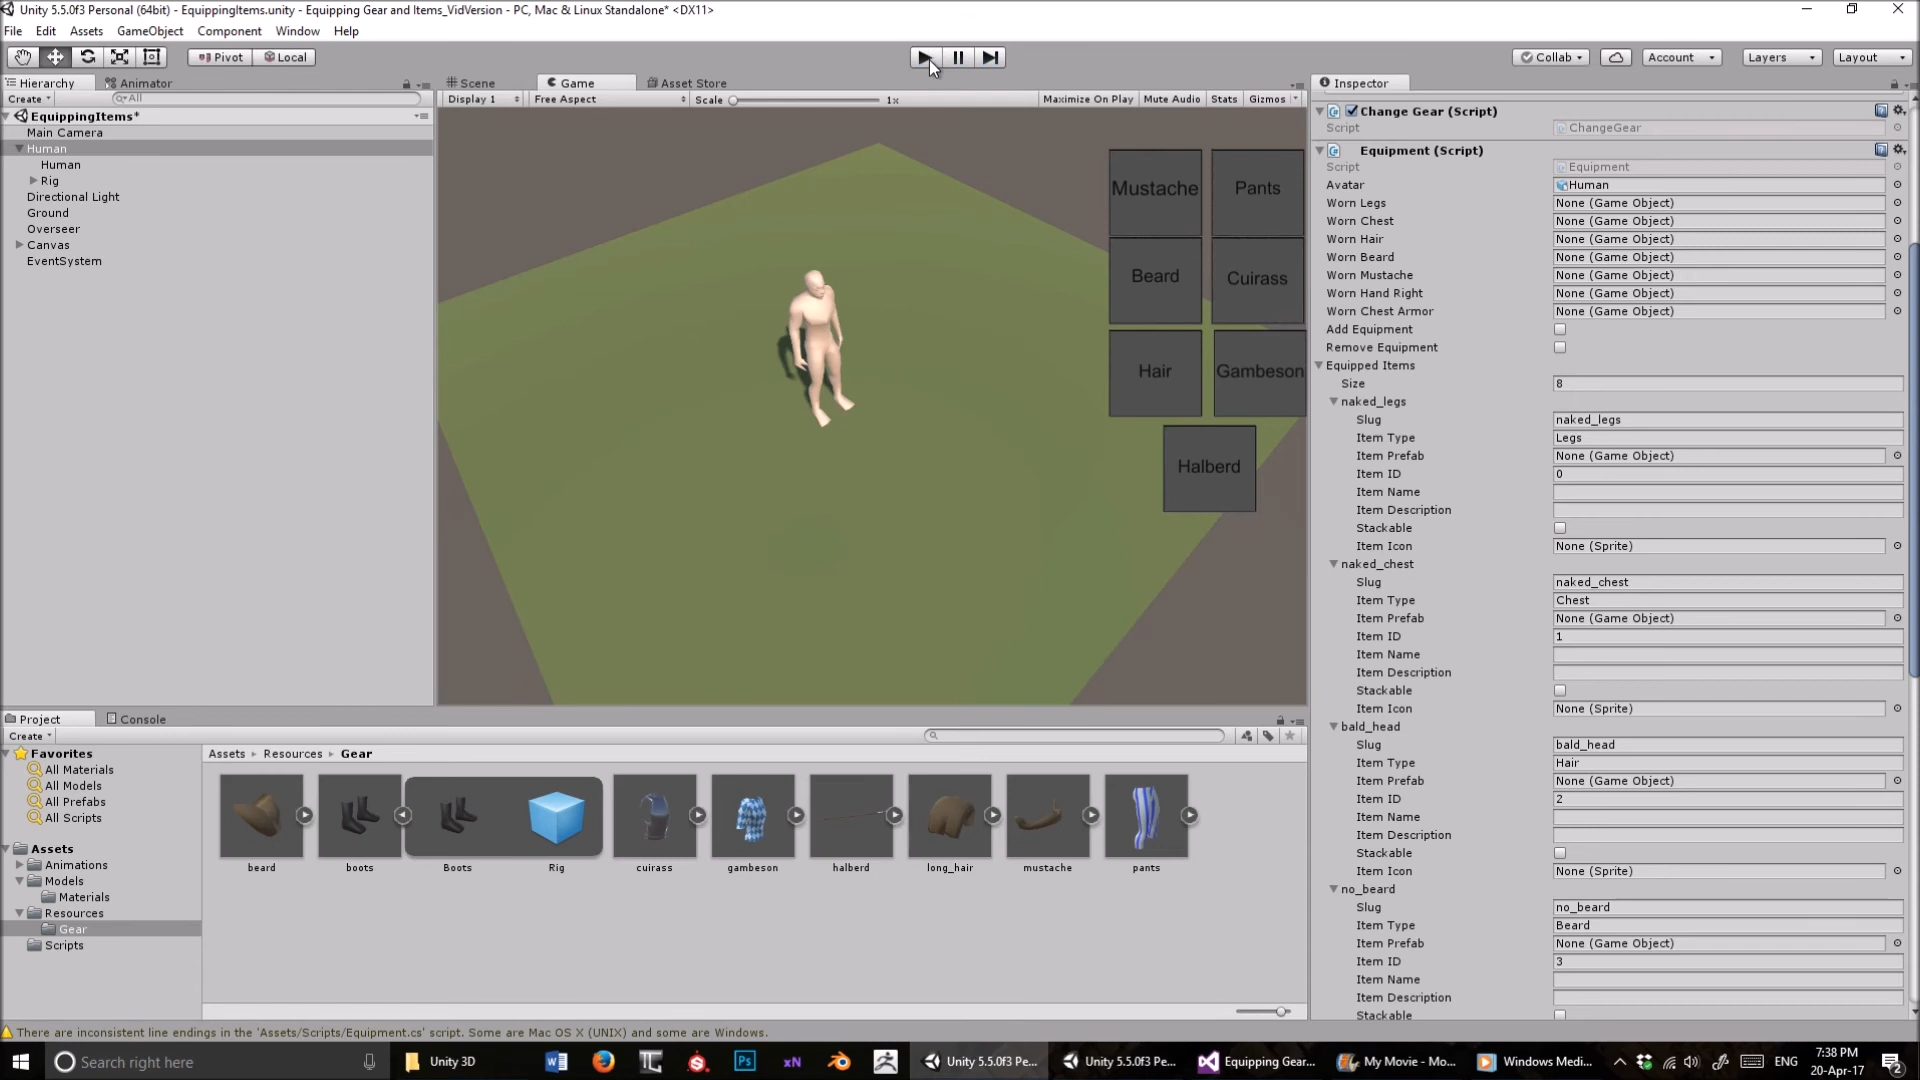 Unity 5.5.0f3 Personal (64bit) - EquippingItems.unity - Equipping Gear and Items_VidVersion - PC, Mac & Linux Standalone* <DX11>
File Edit Assets GameObject Component Window Help
Pivot Local Collab Account Layers Layout
Hierarchy Animator
Create All
EquippingItems*
Main Camera
Human
Human
Rig
Directional Light
Ground
Overseer
Canvas
EventSystem
Scene Game Asset Store
Display 1 Free Aspect Scale 1x Maximize On Play Mute Audio Stats Gizmos
Mustache Pants
Beard Cuirass
Hair Gambeson
Halberd
Inspector
Change Gear (Script)
Script ChangeGear
Equipment (Script)
Script Equipment
Avatar Human
Worn Legs None (Game Object)
Worn Chest None (Game Object)
Worn Hair None (Game Object)
Worn Beard None (Game Object)
Worn Mustache None (Game Object)
Worn Hand Right None (Game Object)
Worn Chest Armor None (Game Object)
Add Equipment
Remove Equipment
Equipped Items
Size 8
naked_legs
Slug naked_legs
Item Type Legs
Item Prefab None (Game Object)
Item ID 0
Item Name
Item Description
Stackable
Item Icon None (Sprite)
naked_chest
Slug naked_chest
Item Type Chest
Item Prefab None (Game Object)
Item ID 1
Item Name
Item Description
Stackable
Item Icon None (Sprite)
bald_head
Slug bald_head
Item Type Hair
Item Prefab None (Game Object)
Item ID 2
Item Name
Item Description
Stackable
Item Icon None (Sprite)
no_beard
Slug no_beard
Item Type Beard
Item Prefab None (Game Object)
Item ID 3
Item Name
Item Description
Stackable
Project Console
Create
Favorites
All Materials
All Models
All Prefabs
All Scripts
Assets
Animations
Models
Materials
Resources
Gear
Scripts
Assets Resources Gear
beard boots Boots Rig cuirass gambeson halberd long_hair mustache pants
There are inconsistent line endings in the 'Assets/Scripts/Equipment.cs' script. Some are Mac OS X (UNIX) and some are Windows.
Search right here Unity 3D Unity 5.5.0f3 Pe... Unity 5.5.0f3 Pe... Equipping Gear... My Movie - Mo... Windows Medi... ENG 7:38 PM
20-Apr-17 2